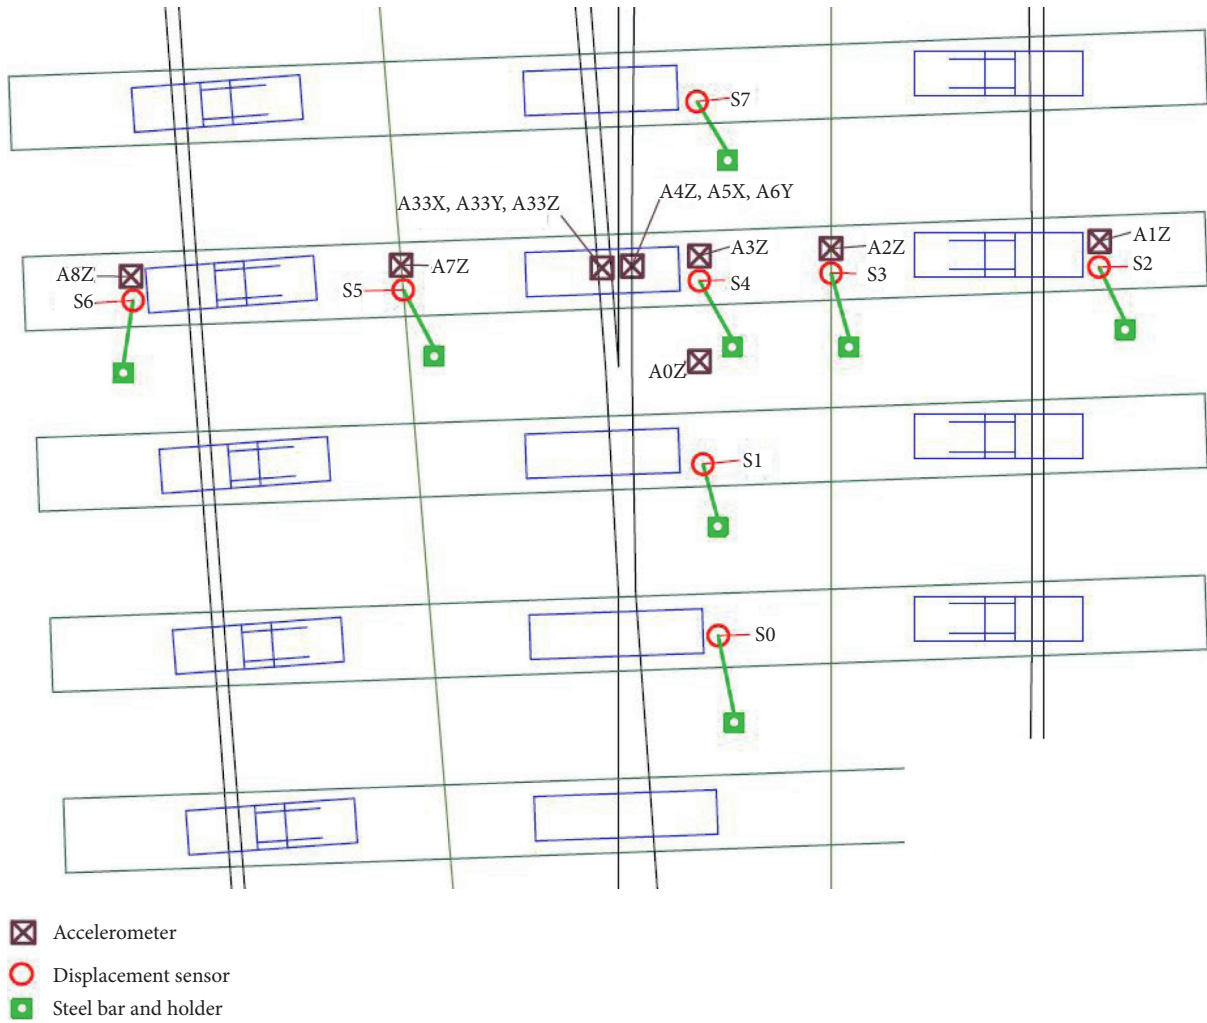 S7
A33X, A33Y, A33Z
A4Z, A5X, A6Y
A8Z
A7Z
A3Z
A2Z
A1Z
S6
S5
S4
S3
S2
A0Z
S1
S0
Accelerometer
Displacement sensor
Steel bar and holder